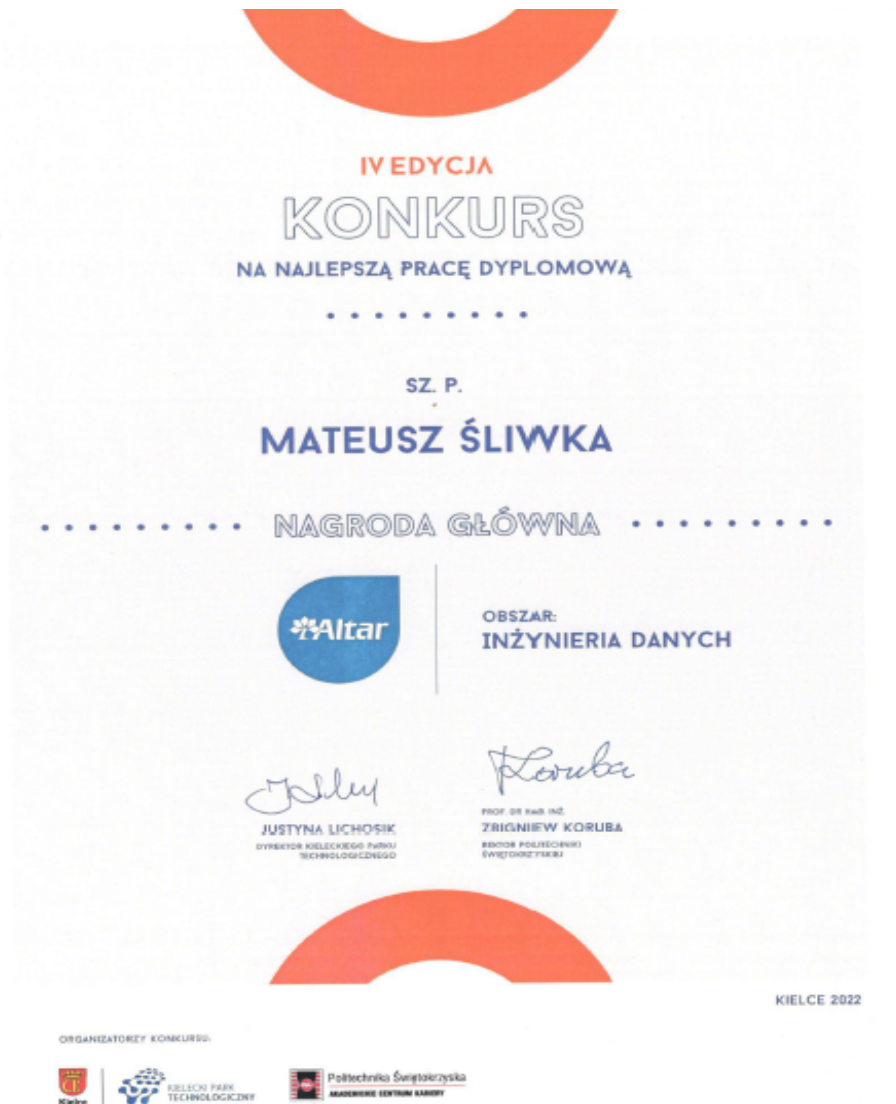 IV EDYCJA
KONKURS
NA NAJLEPSZĄ PRACĘ DYPLOMOWĄ
SZ. P.
MATEUSZ ŚLIWKA
NAGRODA GŁÓWNA
Altar
OBSZAR:
INŻYNIERIA DANYCH
Koruba
JUSTYNA LICHOSIK
DYREKTOR KIELECKIEGO PARKU
TECHNOLOGICZNEGO
PROF. DR HAB. INŻ.
ZBIGNIEW KORUBA
REKTOR POLITECHNIKI
ŚWIĘTOKRZYSKIEJ
KIELCE 2022
ORGANIZATORZY KONKURSU:
Kielce
KIELECKI PARK
TECHNOLOGICZNY
Politechnika Świętokrzyska
AKADEMICKIE CENTRUM KARIERY